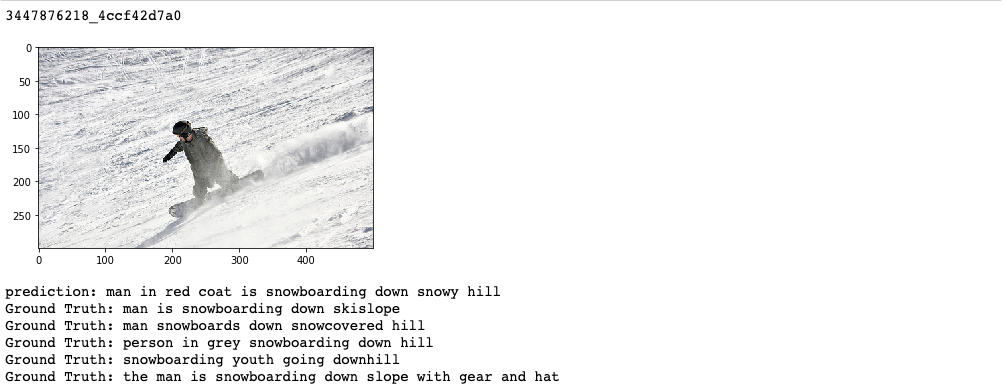 3447876218_4ccf42d7a0
0
50
100
150
200
250
0 100 200 300 400
prediction: man in red coat is snowboarding down snowy hill
Ground Truth: man is snowboarding down skislope
Ground Truth: man snowboards down snowcovered hill
Ground Truth: person in grey snowboarding down hill
Ground Truth: snowboarding youth going downhill
Ground Truth: the man is snowboarding down slope with gear and hat